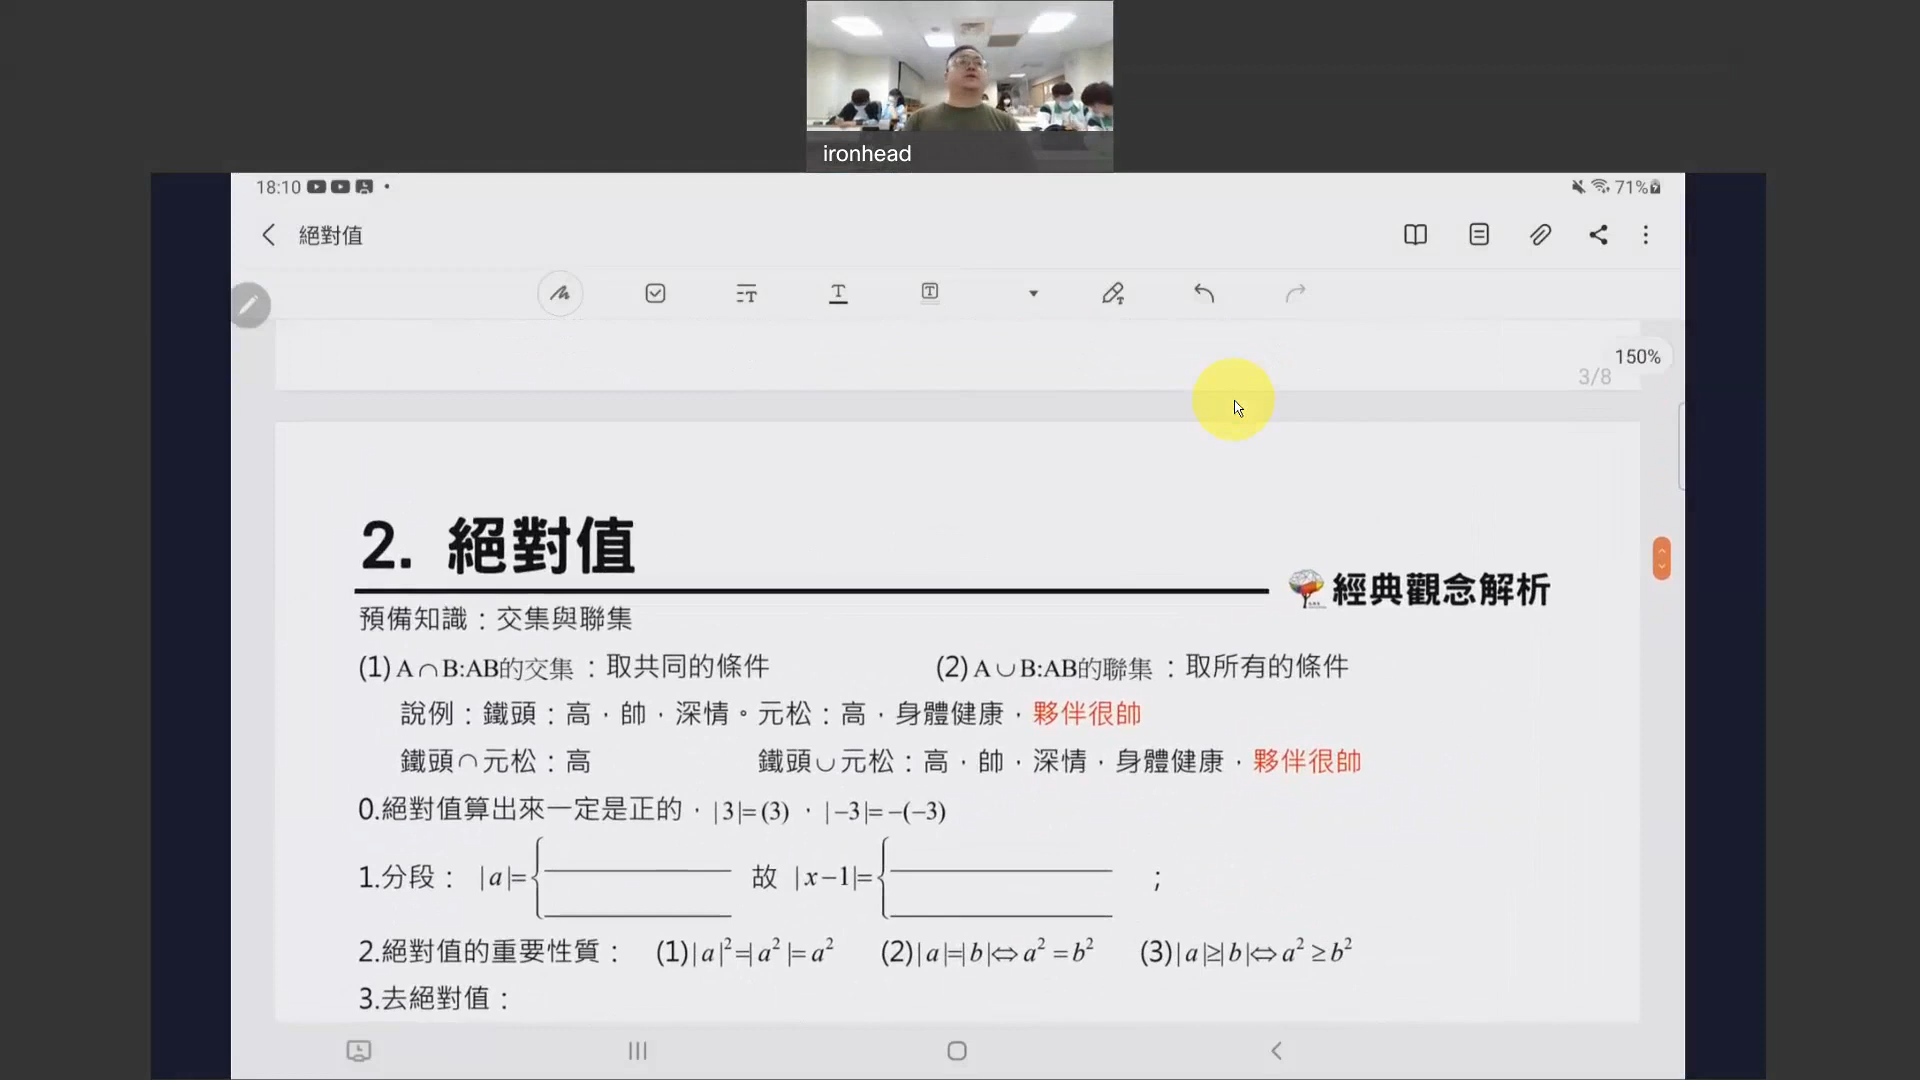 ironhead
18:10
71%
絕對值
150%
3/8
2. 絕對值
經典觀念解析
預備知識：交集與聯集
(1) A∩B:AB的交集：取共同的條件 (2) A∪B:AB的聯集：取所有的條件
說例：鐵頭：高，帥，深情。元松：高，身體健康，夥伴很帥
鐵頭∩元松：高 鐵頭∪元松：高，帥，深情，身體健康，夥伴很帥
0.絕對值算出來一定是正的，|3|=(3)，|−3|=−(−3)
1.分段：|a|={ 故 |x−1|={ ；
2.絕對值的重要性質： (1)|a|²=|a²|=a² (2)|a|=|b|⇔a²=b² (3)|a|≥|b|⇔a²≥b²
3.去絕對值：